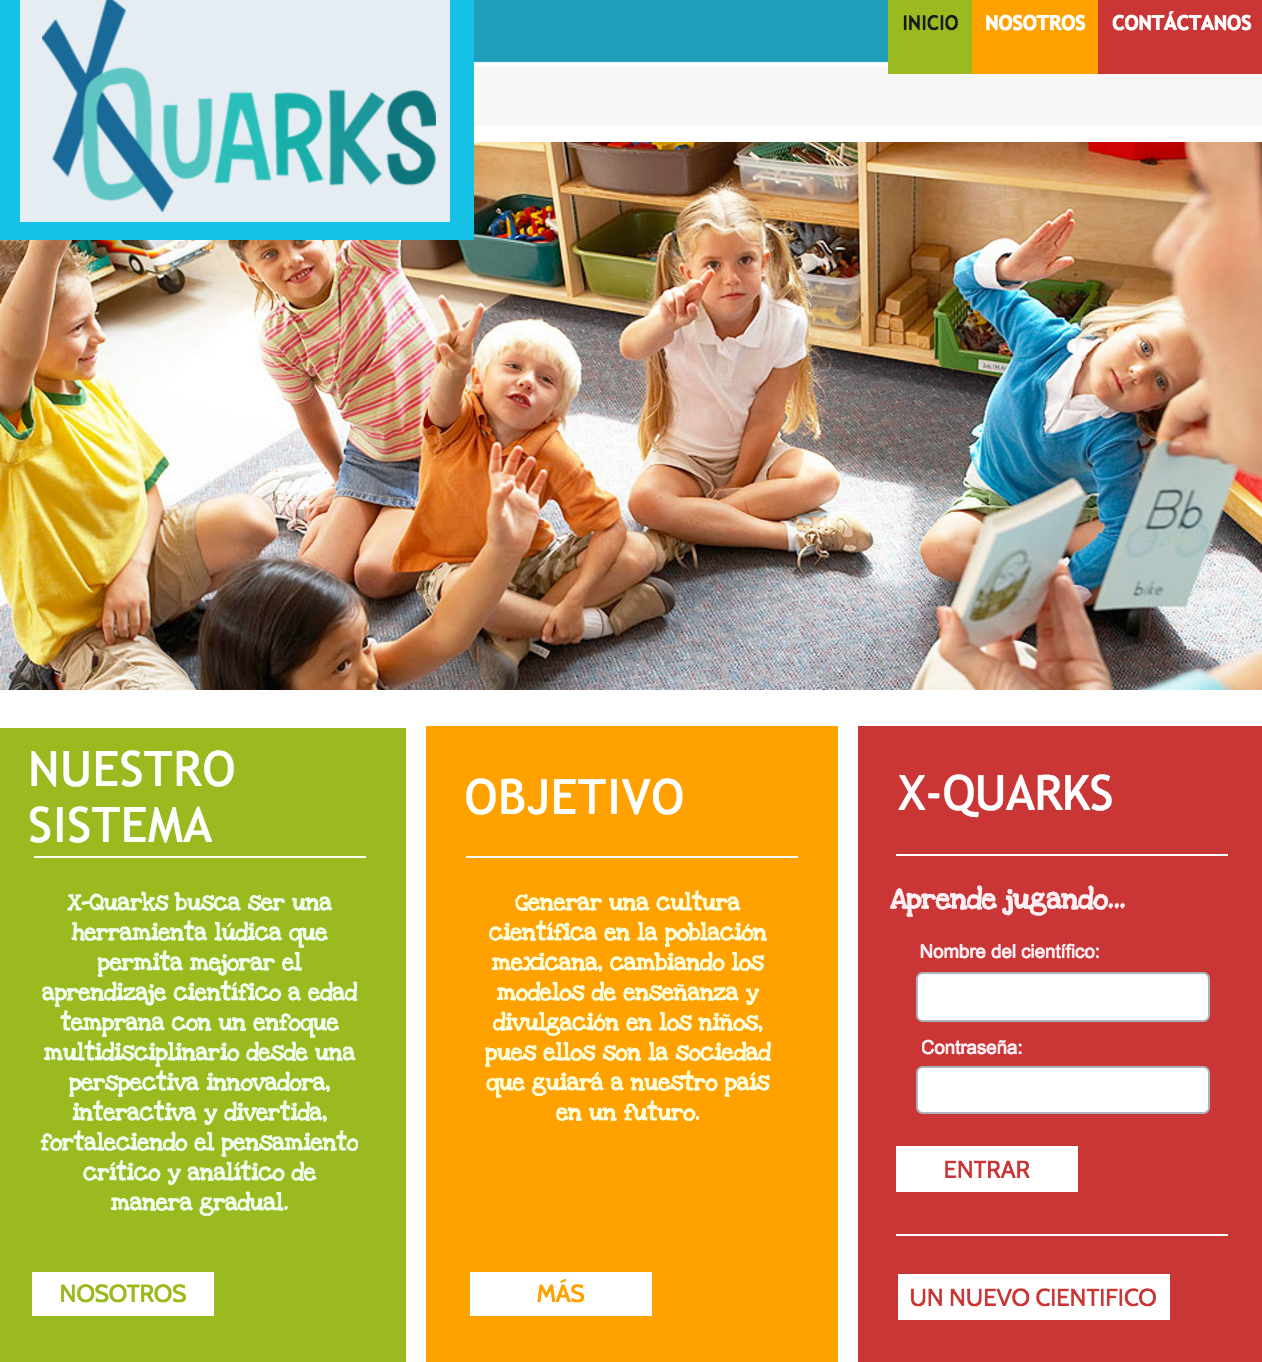 XQUARKS
INICIO
NOSOTROS
CONTÁCTANOS
Bb
bike
NUESTRO
SISTEMA
X-Quarks busca ser una
herramienta lúdica que
permita mejorar el
aprendizaje científico a edad
temprana con un enfoque
multidisciplinario desde una
perspectiva innovadora,
interactiva y divertida,
fortaleciendo el pensamiento
crítico y analítico de
manera gradual.
NOSOTROS
OBJETIVO
Generar una cultura
científica en la población
mexicana, cambiando los
modelos de enseñanza y
divulgación en los niños,
pues ellos son la sociedad
que guiará a nuestro país
en un futuro.
MÁS
X-QUARKS
Aprende jugando...
Nombre del científico:
Contraseña:
ENTRAR
UN NUEVO CIENTIFICO